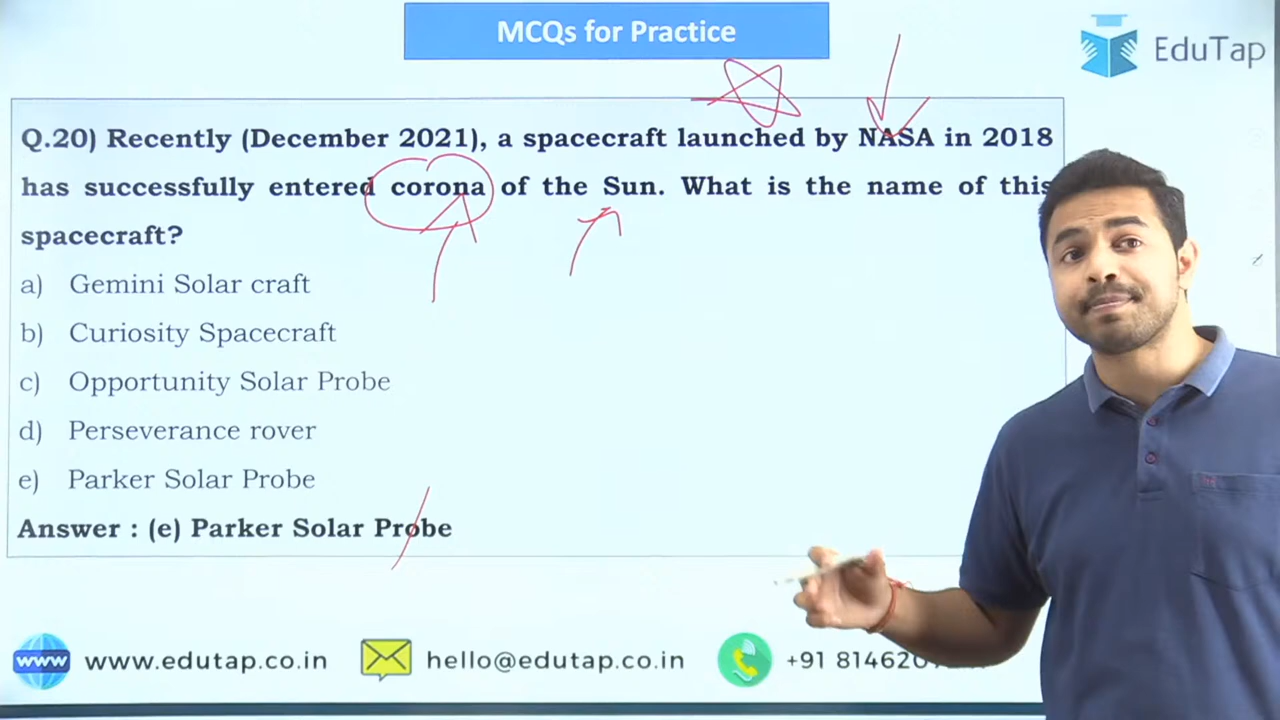 MCQs for Practice
EduTap
Q.20) Recently (December 2021), a spacecraft launched by NASA in 2018
has successfully entered corona of the Sun. What is the name of this
spacecraft?
a) Gemini Solar craft
b) Curiosity Spacecraft
c) Opportunity Solar Probe
d) Perseverance rover
e) Parker Solar Probe
Answer : (e) Parker Solar Probe
www www.edutap.co.in hello@edutap.co.in +91 81462